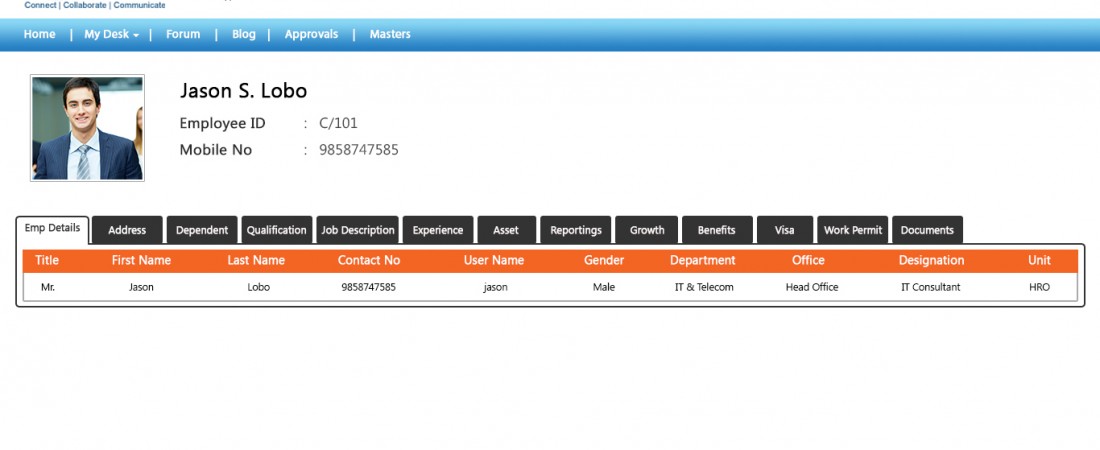 Connect | Collaborate | Communicate
Home | My Desk | Forum | Blog | Approvals | Masters
Jason S. Lobo
Employee ID : C/101
Mobile No : 9858747585
Emp Details Address Dependent Qualification Job Description Experience Asset Reportings Growth Benefits Visa Work Permit Documents
Title First Name Last Name Contact No User Name Gender Department Office Designation Unit
Mr. Jason Lobo 9858747585 jason Male IT & Telecom Head Office IT Consultant HRO